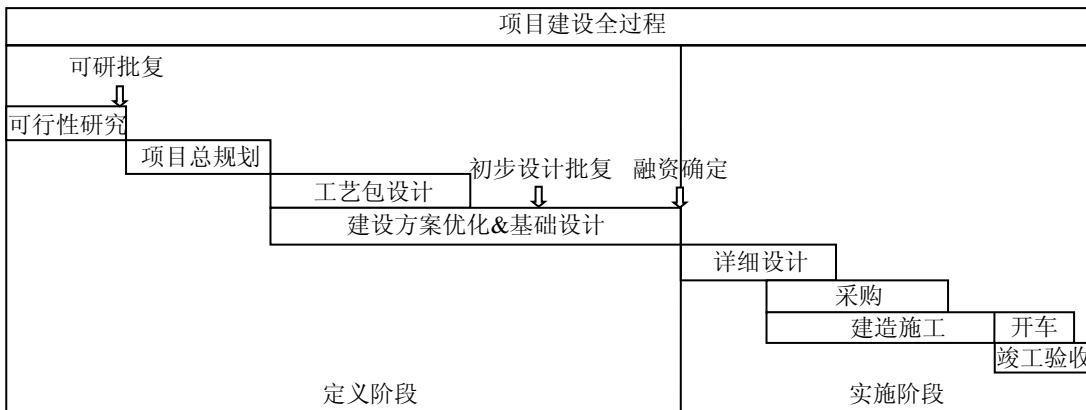 项目建设全过程
可研批复
可行性研究
项目总规划
初步设计批复 融资确定
工艺包设计
建设方案优化&基础设计
详细设计
采购
建造施工 开车
竣工验收
定义阶段 实施阶段